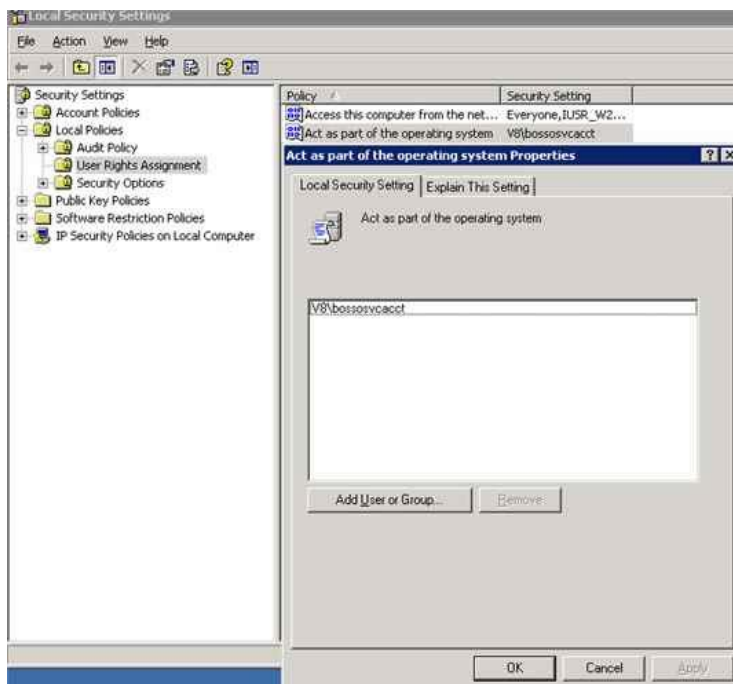 Local Security Settings
File Action View Help
Security Settings
Account Policies
Local Policies
Audit Policy
User Rights Assignment
Security Options
Public Key Policies
Software Restriction Policies
IP Security Policies on Local Computer
Policy Security Setting
Access this computer from the net... Everyone,IUSR_W2...
Act as part of the operating system V8\bossosvcacct
Act as part of the operating system Properties
Local Security Setting Explain This Setting
Act as part of the operating system
V8\bossosvcacct
Add User or Group... Remove
OK Cancel Apply